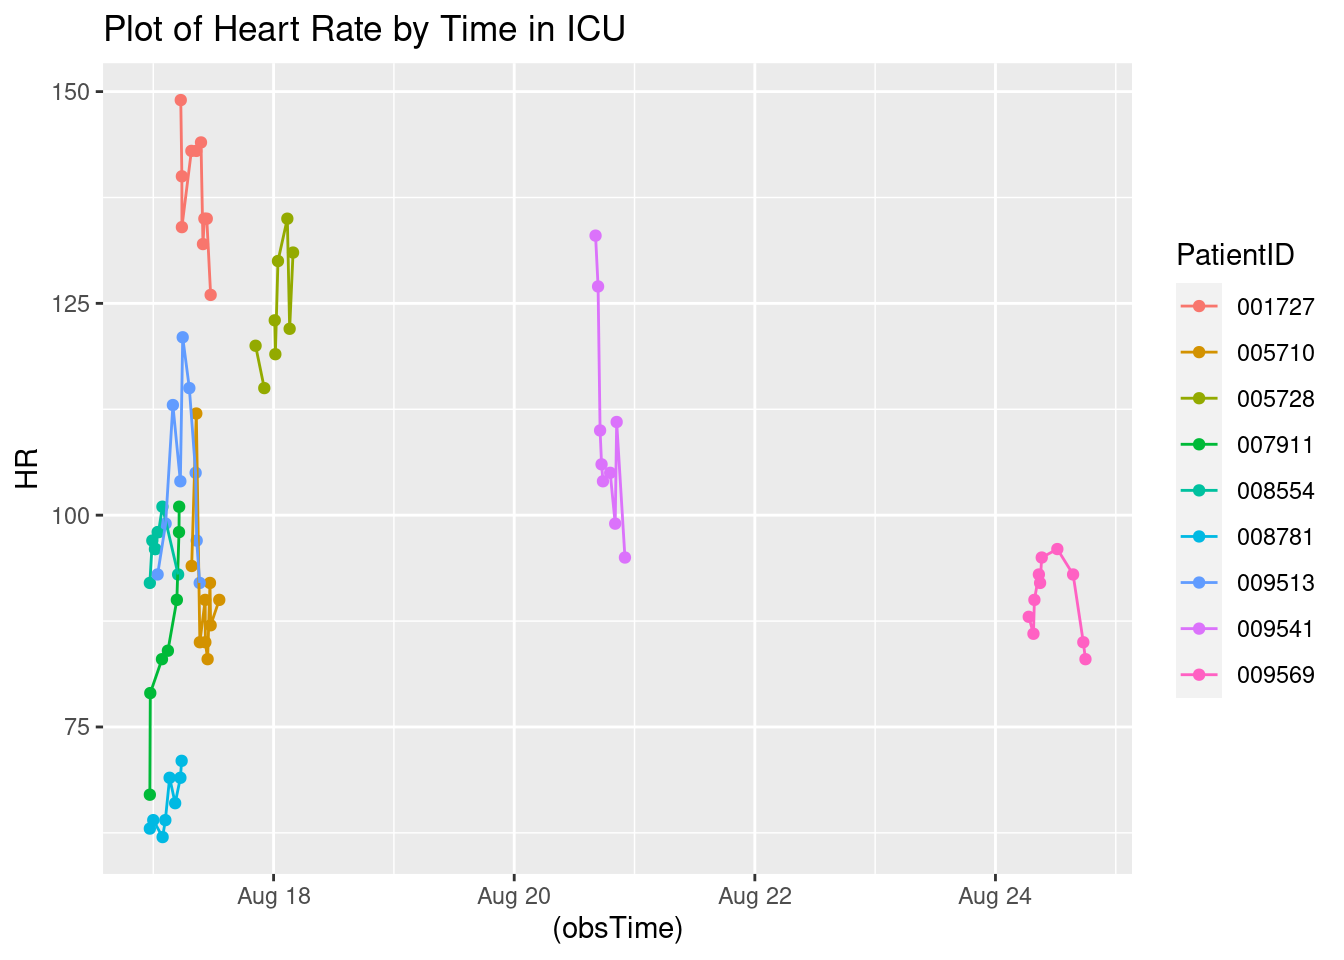 Plot of Heart Rate by Time in ICU
150
125
100
75
HR
Aug 18
Aug 20
Aug 22
Aug 24
(obsTime)
PatientID
001727
005710
005728
007911
008554
008781
009513
009541
009569